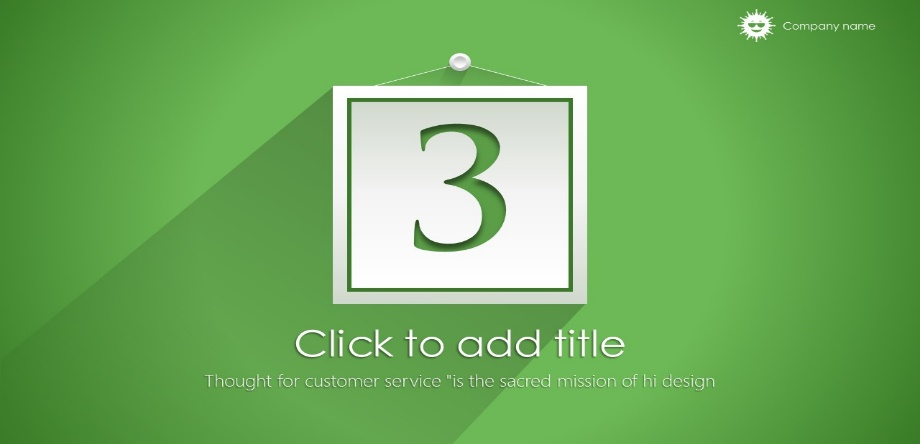 Company name
3
Click to add title
Thought for customer service "is the sacred mission of hi design